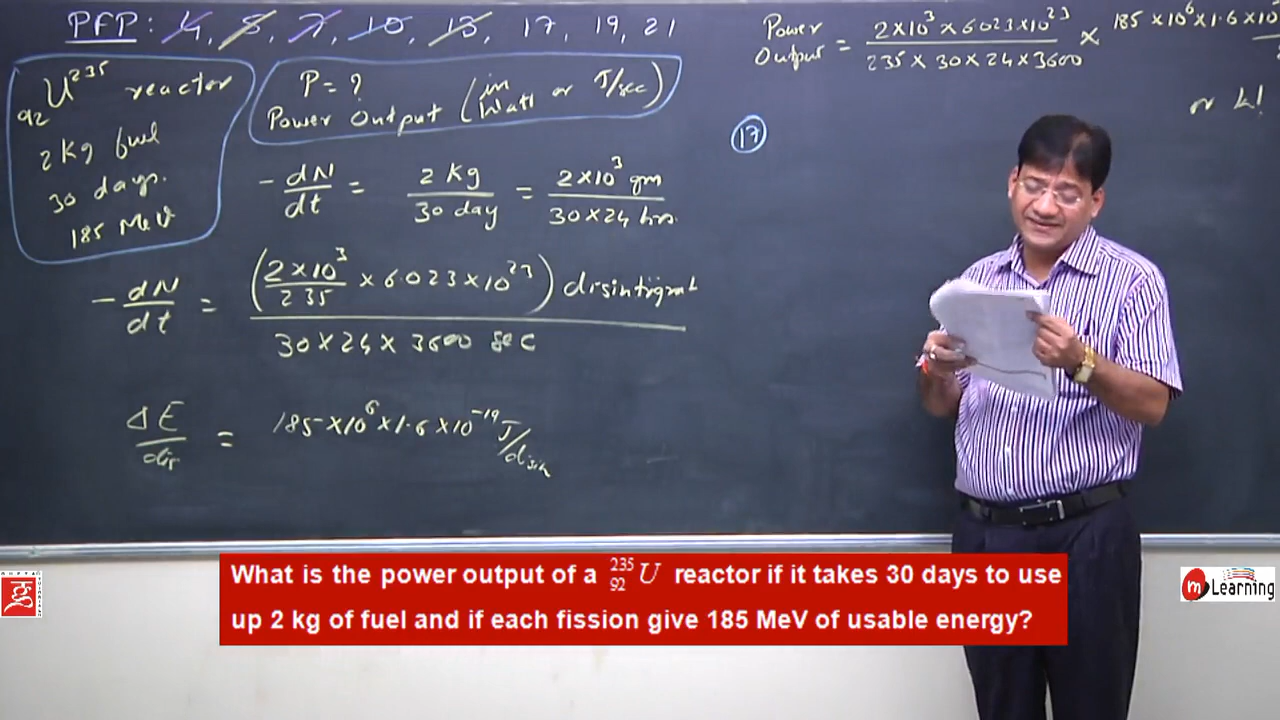 PFP : 4, 8, 7, 10, 13, 17, 19, 21
₉₂U²³⁵ reactor
2 Kg fuel
30 days.
185 MeV
P = ?
Power Output (in Watt or J/sec)
-dN/dt = 2 Kg/30 day = 2×10³ gm/30×24 hrs.
-dN/dt = (2×10³/235 × 6.023×10²³) disintigrat/30×24×3600 sec
ΔE/dis = 185×10⁶×1.6×10⁻¹⁹ J/disin
Power Output = 2×10³×6.023×10²³/235×30×24×3600 × 185×10⁶×1.6×10
or
17
What is the power output of a ²³⁵₉₂U reactor if it takes 30 days to use
up 2 kg of fuel and if each fission give 185 MeV of usable energy?
mLearning